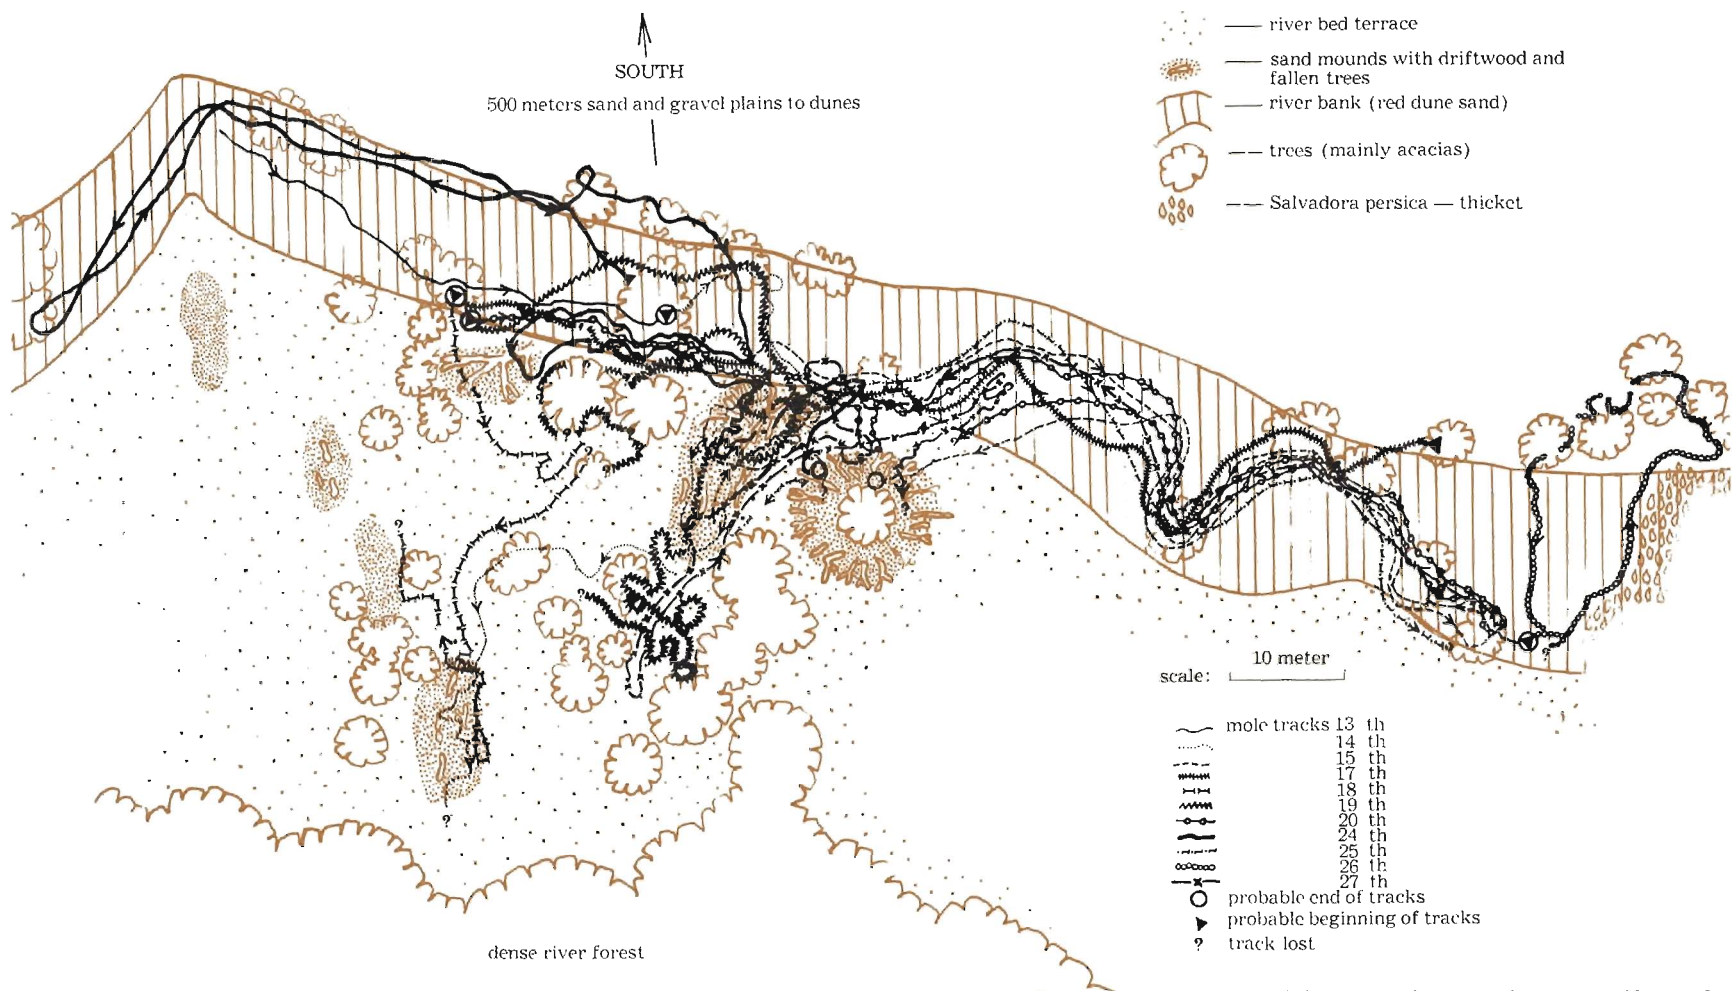 SOUTH
500 meters sand and gravel plains to dunes
river bed terrace
sand mounds with driftwood and
fallen trees
river bank (red dune sand)
trees (mainly acacias)
Salvadora persica — thicket
?
?
?
?
?
?
scale:
10 meter
mole tracks 13 th
14 th
15 th
17 th
18 th
19 th
20 th
24 th
25 th
26 th
27 th
probable end of tracks
probable beginning of tracks
? track lost
dense river forest